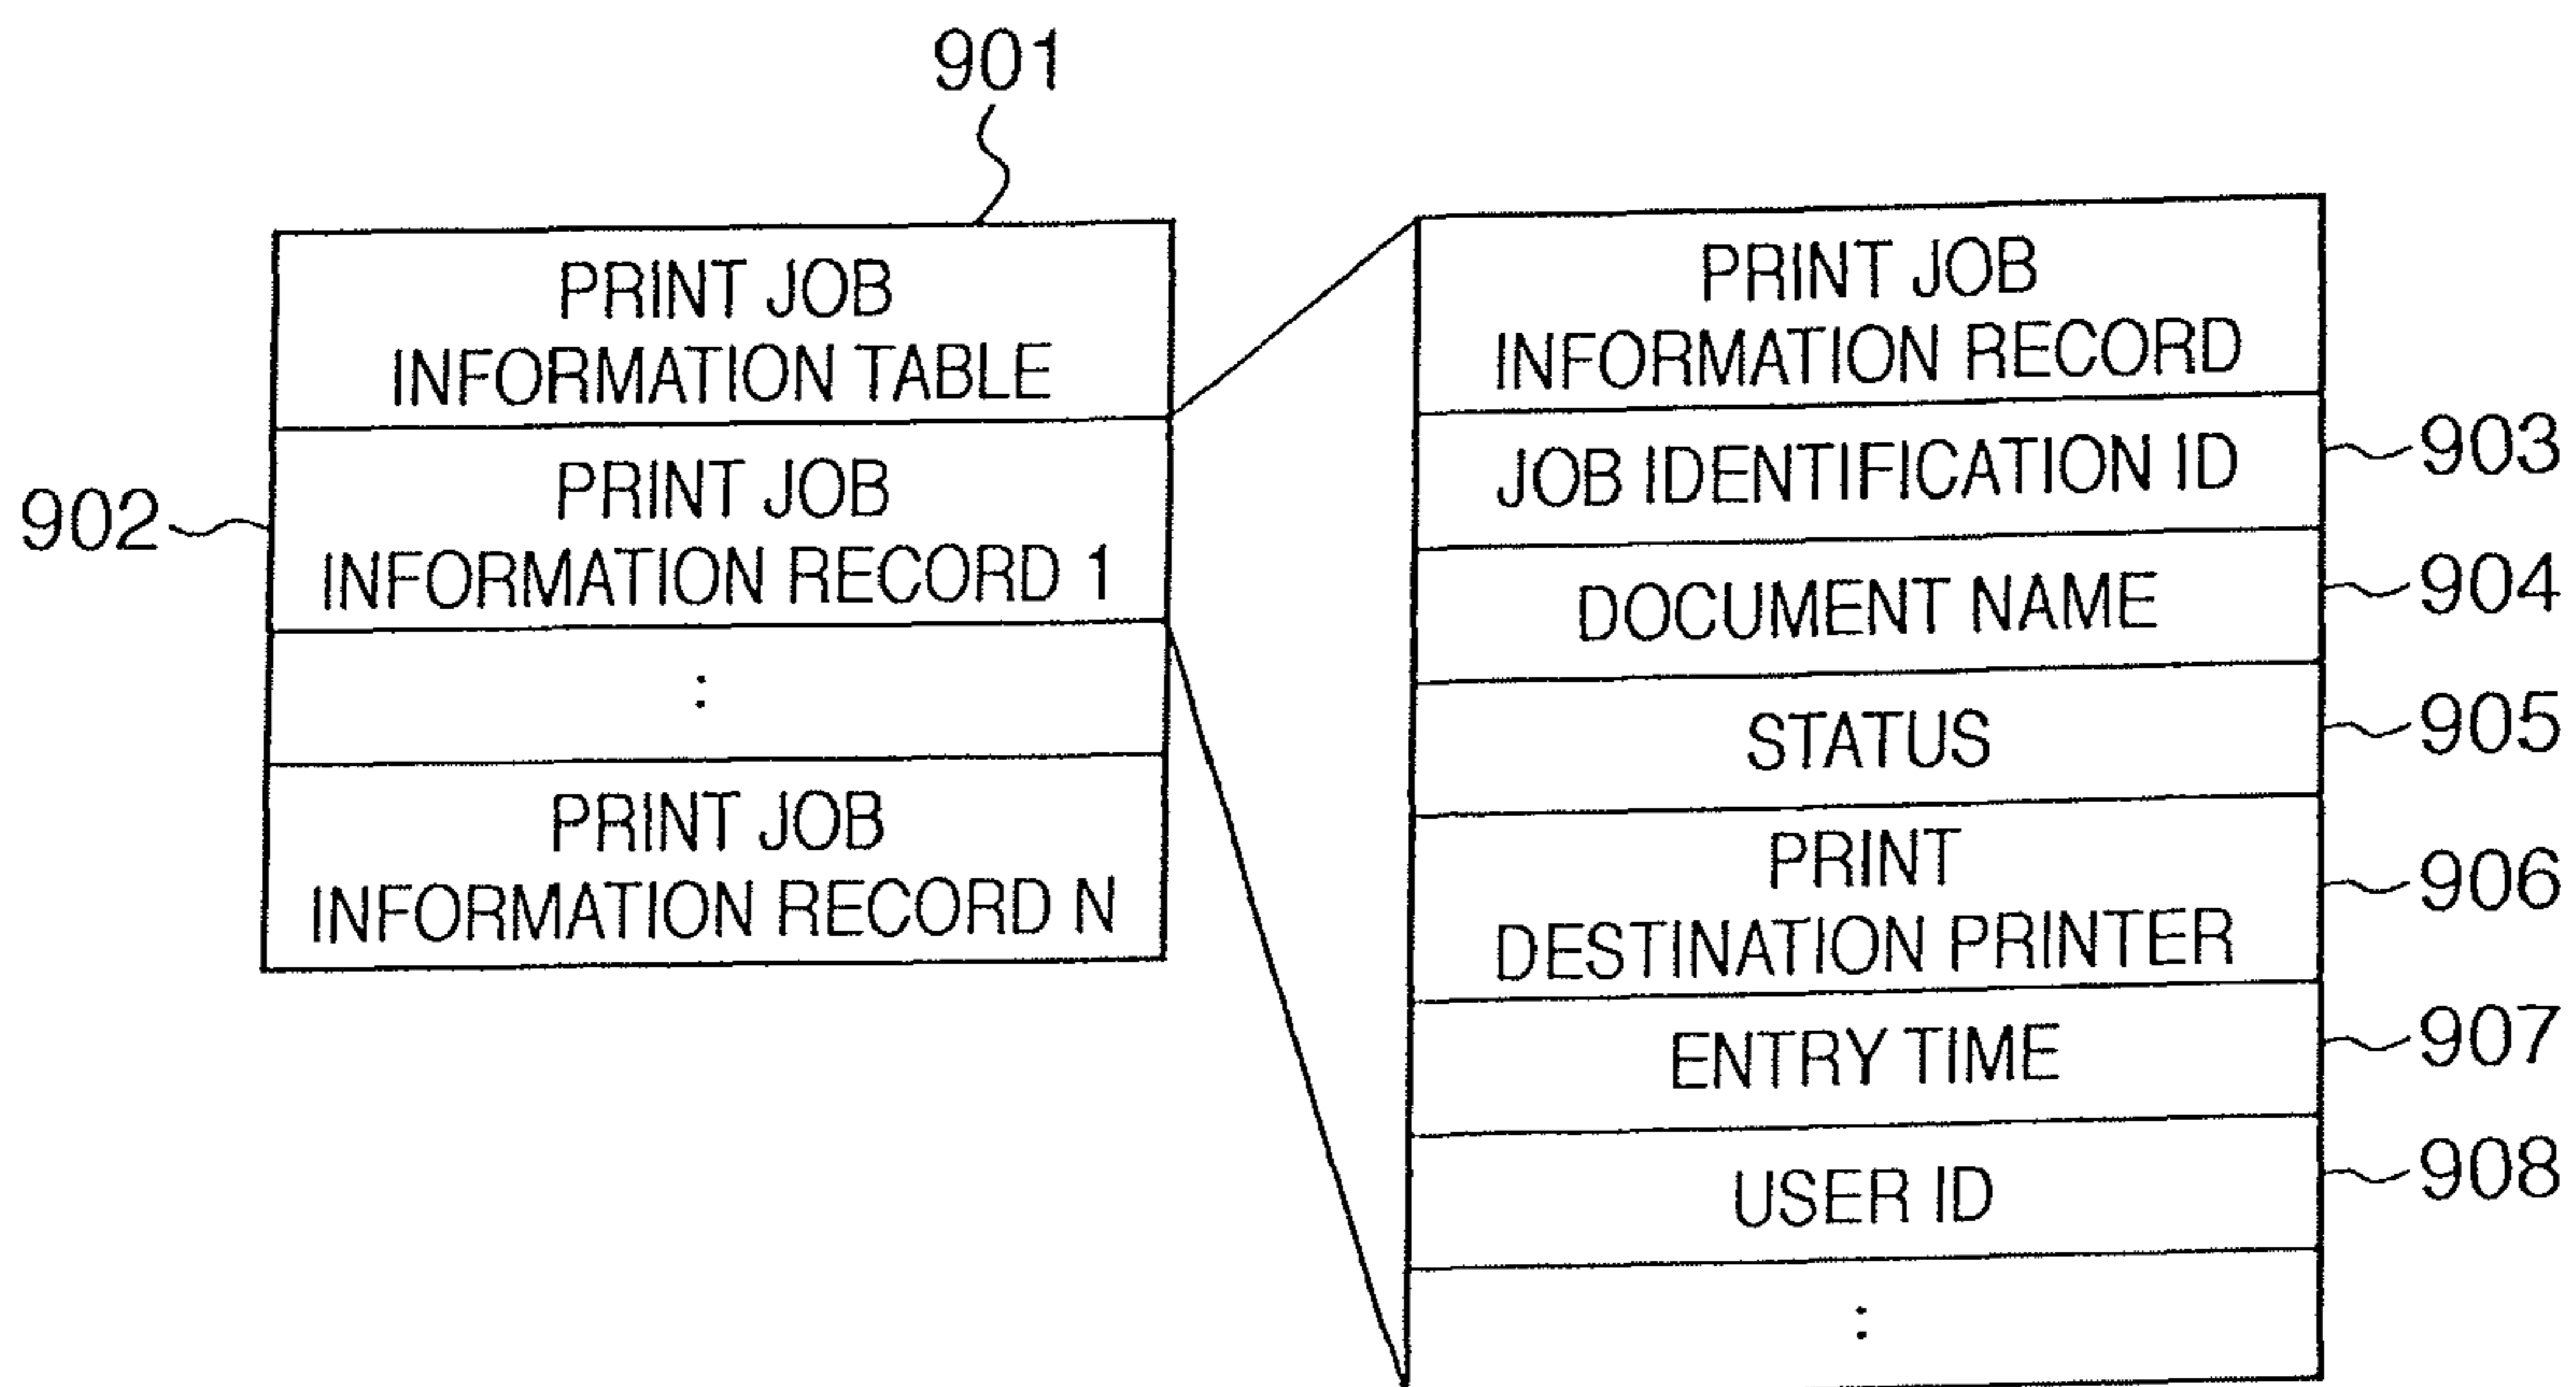 901
PRINT JOB
INFORMATION TABLE
902
PRINT JOB
INFORMATION RECORD 1
:
PRINT JOB
INFORMATION RECORD N
PRINT JOB
INFORMATION RECORD
JOB IDENTIFICATION ID
903
DOCUMENT NAME
904
STATUS
905
PRINT
DESTINATION PRINTER
906
ENTRY TIME
907
USER ID
908
: